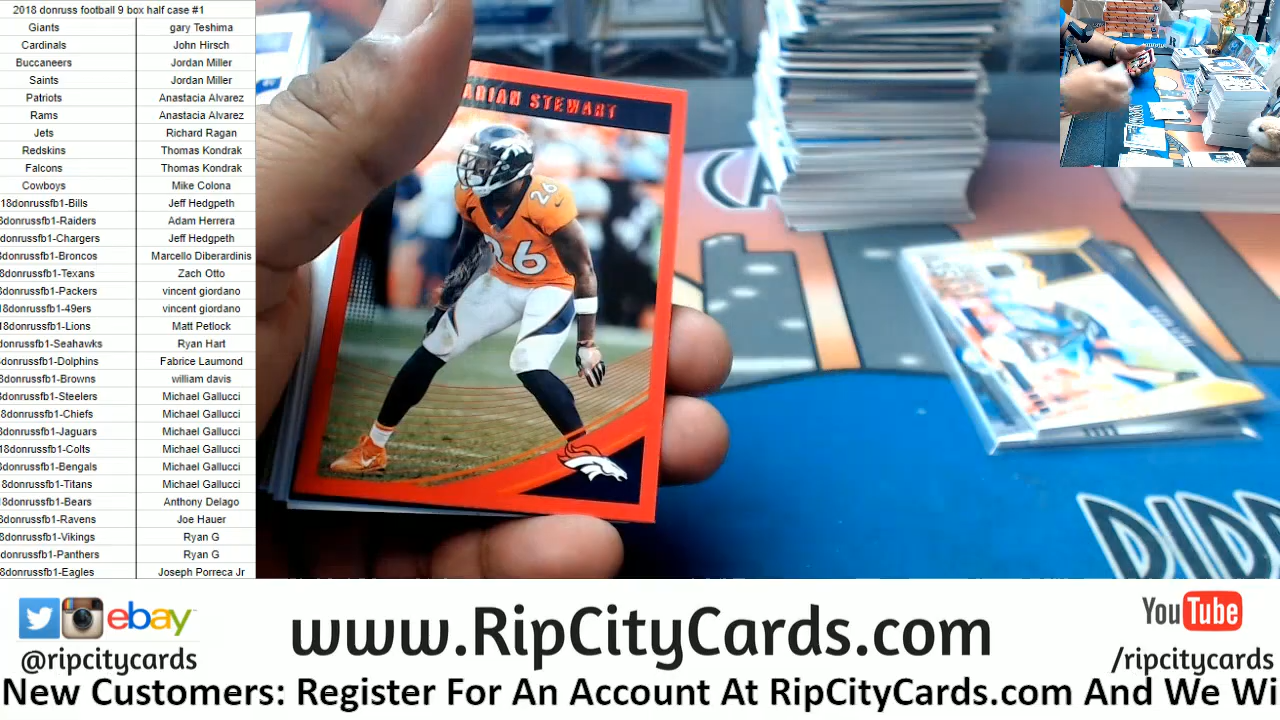 2018 donruss football 9 box half case #1
Giants gary Teshima
Cardinals John Hirsch
Buccaneers Jordan Miller
Saints Jordan Miller
Patriots Anastacia Alvarez
Rams Anastacia Alvarez
Jets Richard Ragan
Redskins Thomas Kondrak
Falcons Thomas Kondrak
Cowboys Mike Colona
18donrussfb1-Bills Jeff Hedgpeth
8donrussfb1-Raiders Adam Herrera
donrussfb1-Chargers Jeff Hedgpeth
8donrussfb1-Broncos Marcello Diberardinis
8donrussfb1-Texans Zach Otto
8donrussfb1-Packers vincent giordano
18donrussfb1-49ers vincent giordano
18donrussfb1-Lions Matt Petlock
donrussfb1-Seahawks Ryan Hart
8donrussfb1-Dolphins Fabrice Laumond
8donrussfb1-Browns william davis
8donrussfb1-Steelers Michael Gallucci
8donrussfb1-Chiefs Michael Gallucci
8donrussfb1-Jaguars Michael Gallucci
18donrussfb1-Colts Michael Gallucci
8donrussfb1-Bengals Michael Gallucci
8donrussfb1-Titans Michael Gallucci
18donrussfb1-Bears Anthony Delago
8donrussfb1-Ravens Joe Hauer
8donrussfb1-Vikings Ryan G
donrussfb1-Panthers Ryan G
8donrussfb1-Eagles Joseph Porreca Jr
ARIAN STEWART
26
26
ebay
@ripcitycards
www.RipCityCards.com
YouTube
/ripcitycards
New Customers: Register For An Account At RipCityCards.com And We Wi